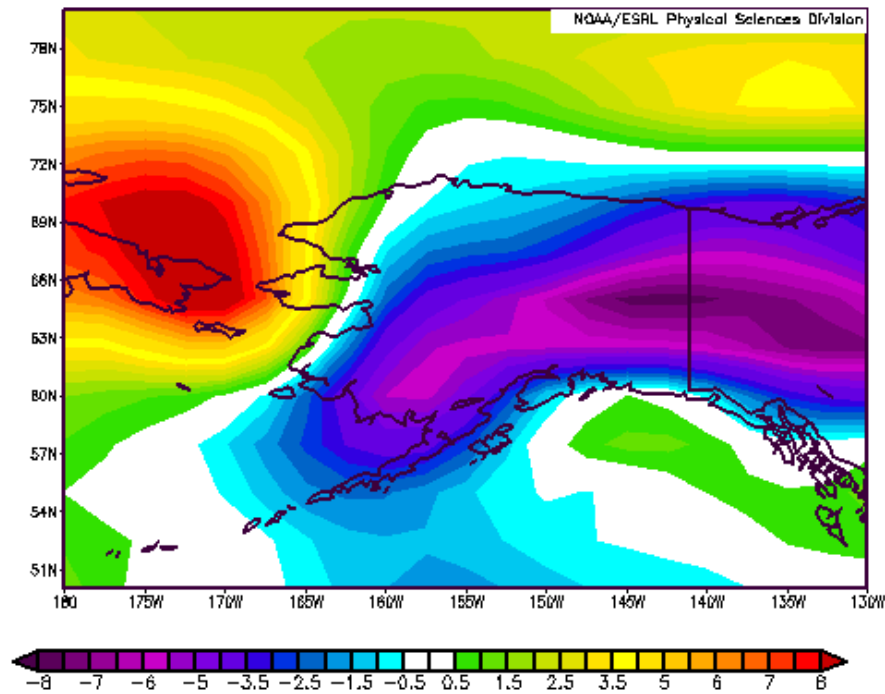 NOAA/ESRL Physical Sciences Division
78N
75N
72N
69N
66N
63N
60N
57N
54N
51N
180 175W 170W 165W 160W 155W 150W 145W 140W 135W 130W
-8 -7 -6 -5 -3.5 -2.5 -1.5 -0.5 0.5 1.5 2.5 3.5 5 6 7 8